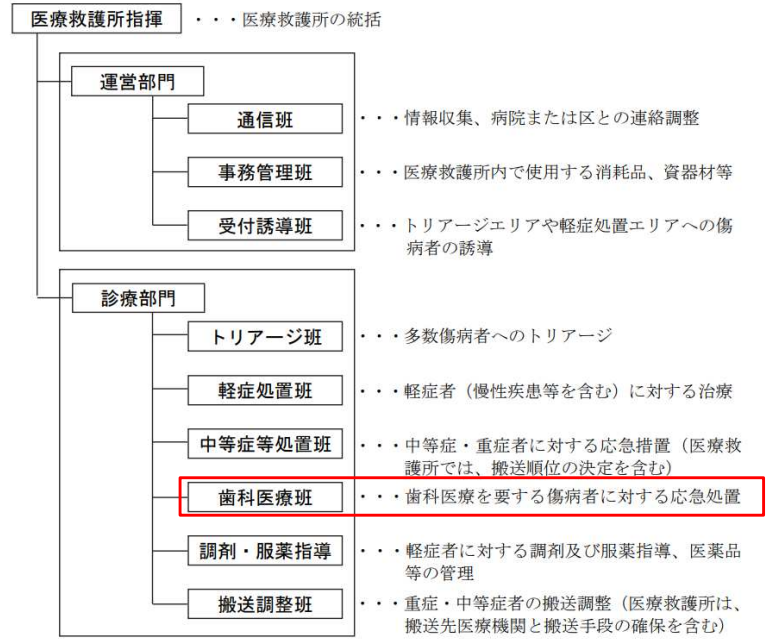 医療救護所指揮 ・・・医療救護所の統括
運営部門
通信班 ・・・情報収集、病院または区との連絡調整
事務管理班 ・・・医療救護所内で使用する消耗品、資器材等
受付誘導班 ・・・トリアージエリアや軽症処置エリアへの傷
病者の誘導
診療部門
トリアージ班 ・・・多数傷病者へのトリアージ
軽症処置班 ・・・軽症者（慢性疾患等を含む）に対する治療
中等症等処置班 ・・・中等症・重症者に対する応急措置（医療救
護所では、搬送順位の決定を含む）
歯科医療班 ・・・歯科医療を要する傷病者に対する応急処置
調剤・服薬指導 ・・・軽症者に対する調剤及び服薬指導、医薬品
等の管理
搬送調整班 ・・・重症・中等症者の搬送調整（医療救護所は、
搬送先医療機関と搬送手段の確保を含む）